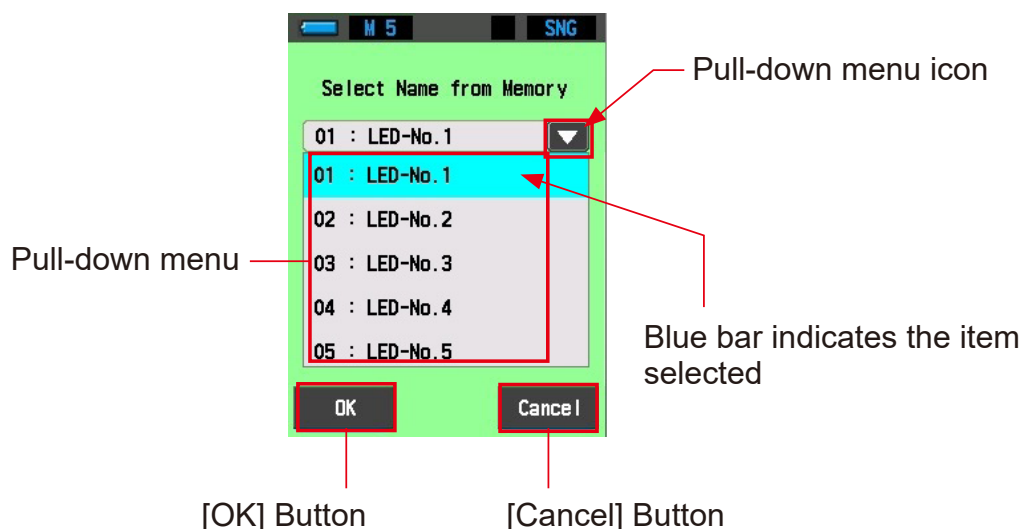 M 5 SNG
Select Name from Memory
Pull-down menu icon
01 : LED-No.1
01 : LED-No.1
02 : LED-No.2
Pull-down menu
03 : LED-No.3
04 : LED-No.4
Blue bar indicates the item
selected
05 : LED-No.5
OK Cancel
[OK] Button [Cancel] Button